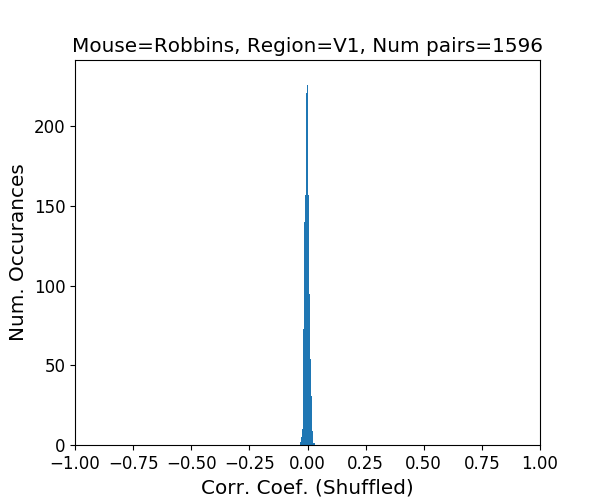 Mouse=Robbins, Region=V1, Num pairs=1596
Num. Occurances
200
150
100
50
0
−1.00 −0.75 −0.50 −0.25 0.00 0.25 0.50 0.75 1.00
Corr. Coef. (Shuffled)